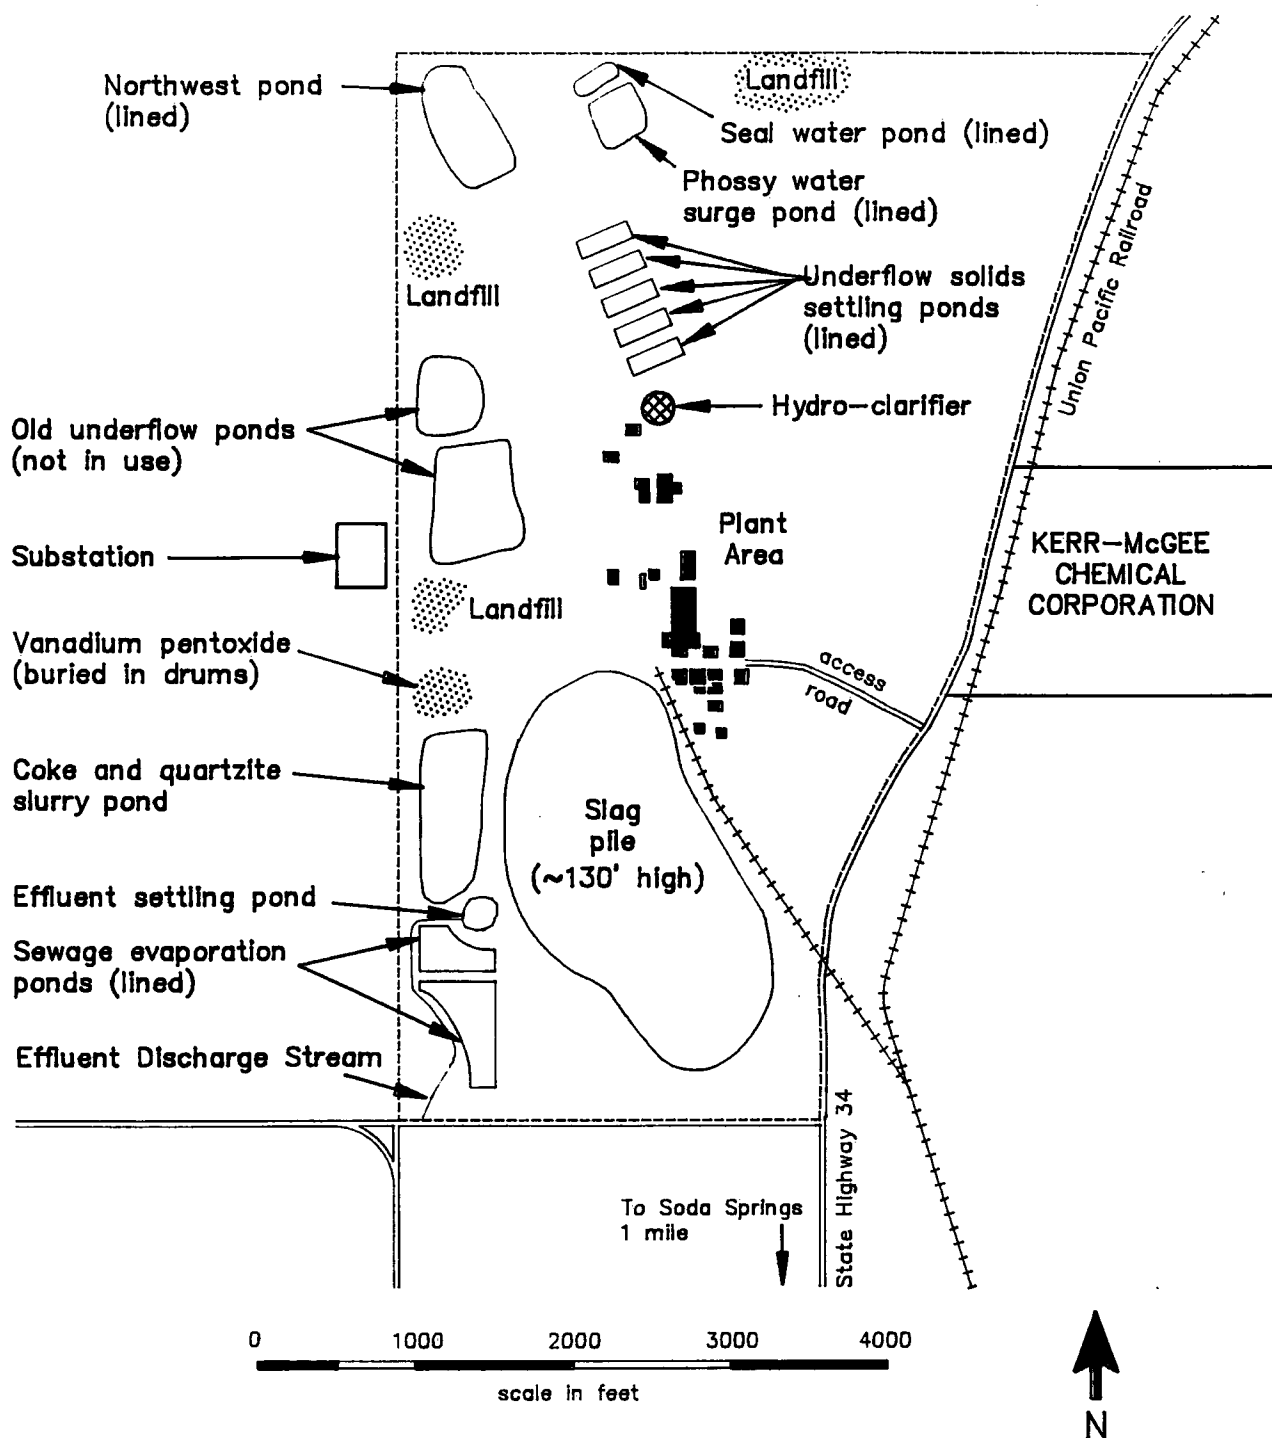 Northwest pond
(lined)
Landfill
Seal water pond (lined)
Phossy water
surge pond (lined)
Union Pacific Railroad
Landfill
Underflow solids
settling ponds
(lined)
Hydro-clarifier
Old underflow ponds
(not in use)
Plant
Area
Substation
KERR-McGEE
CHEMICAL
CORPORATION
Landfill
Vanadium pentoxide
(buried in drums)
access
road
Coke and quartzite
slurry pond
Slag
pile
(~130' high)
Effluent settling pond
Sewage evaporation
ponds (lined)
Effluent Discharge Stream
State Highway 34
To Soda Springs
1 mile
0 1000 2000 3000 4000
scale in feet
N